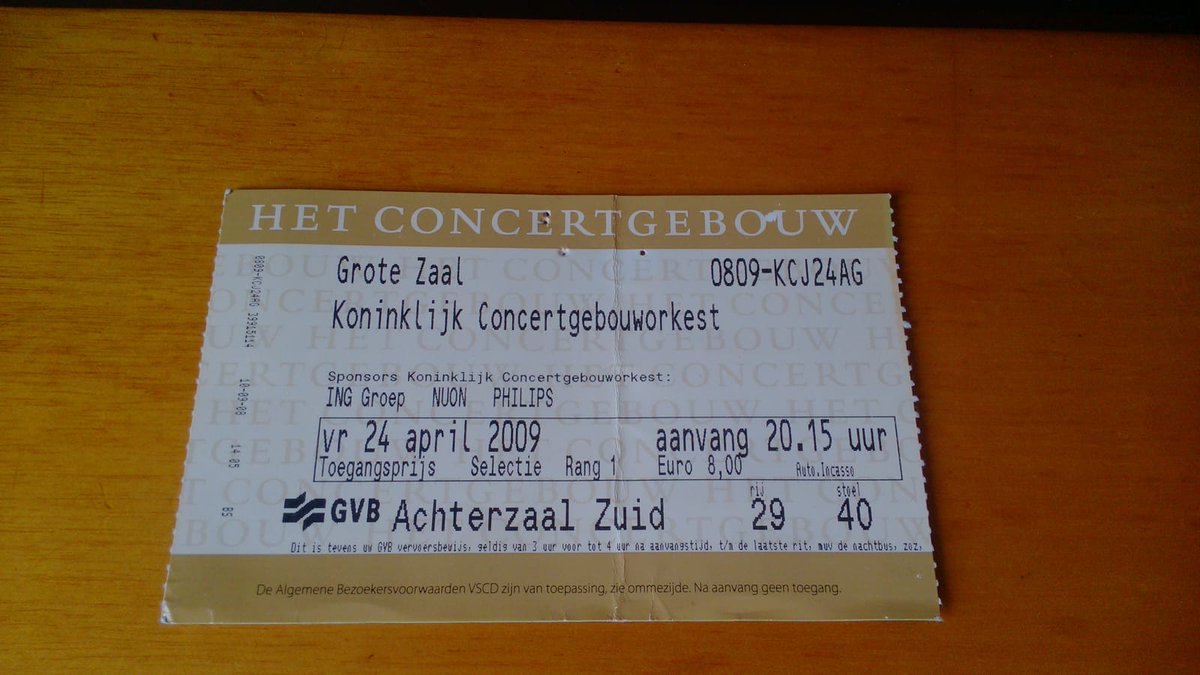 HET CONCERTGEBOUW
Grote Zaal 0809-KCJ24AG
Koninklijk Concertgebouworkest
Sponsors Koninklijk Concertgebouworkest:
ING Groep NUON PHILIPS
vr 24 april 2009 aanvang 20.15 uur
Toegangsprijs Selectie Rang 1 Euro 8,00 Auto.Incasso
rij stoel
GVB Achterzaal Zuid 29 40
Dit is tevens uw GVB vervoersbewijs, geldig van 3 uur voor tot 4 uur na aanvangstijd, t/m de laatste rit, muv de nachtbus, zoz.
De Algemene Bezoekersvoorwaarden VSCD zijn van toepassing, zie ommezijde. Na aanvang geen toegang.
0809-KCJ24AG 39915114
10-09-08
14:05
BS